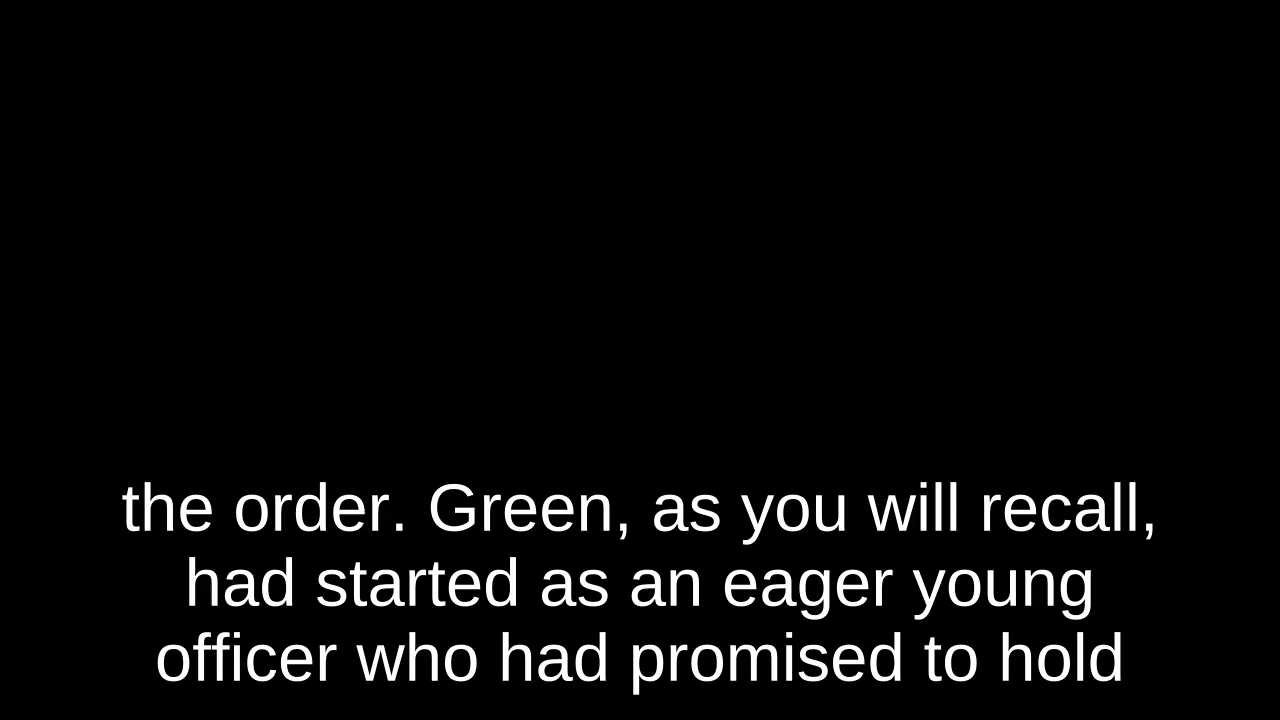 the order. Green, as you will recall,
had started as an eager young
officer who had promised to hold